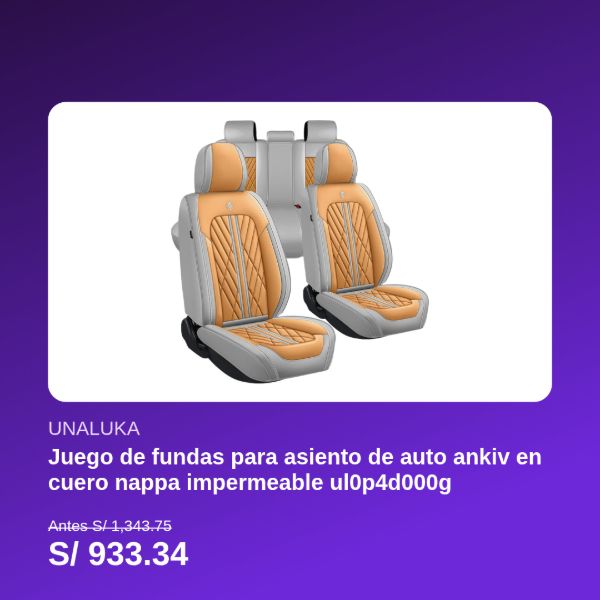 UNALUKA
Juego de fundas para asiento de auto ankiv en
cuero nappa impermeable ul0p4d000g
Antes S/ 1,343.75
S/ 933.34